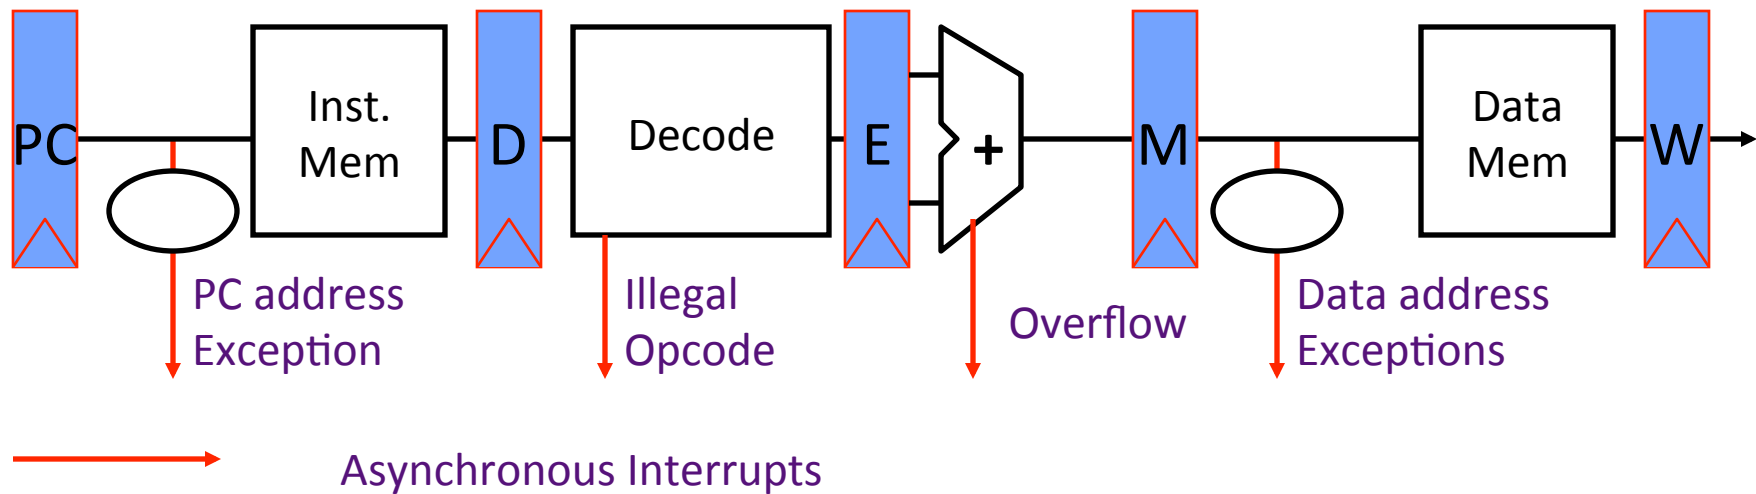 PC
Inst.
Mem
D
Decode
E
+
M
Data
Mem
W
PC address
Exception
Illegal
Opcode
Overflow
Data address
Exceptions
Asynchronous Interrupts